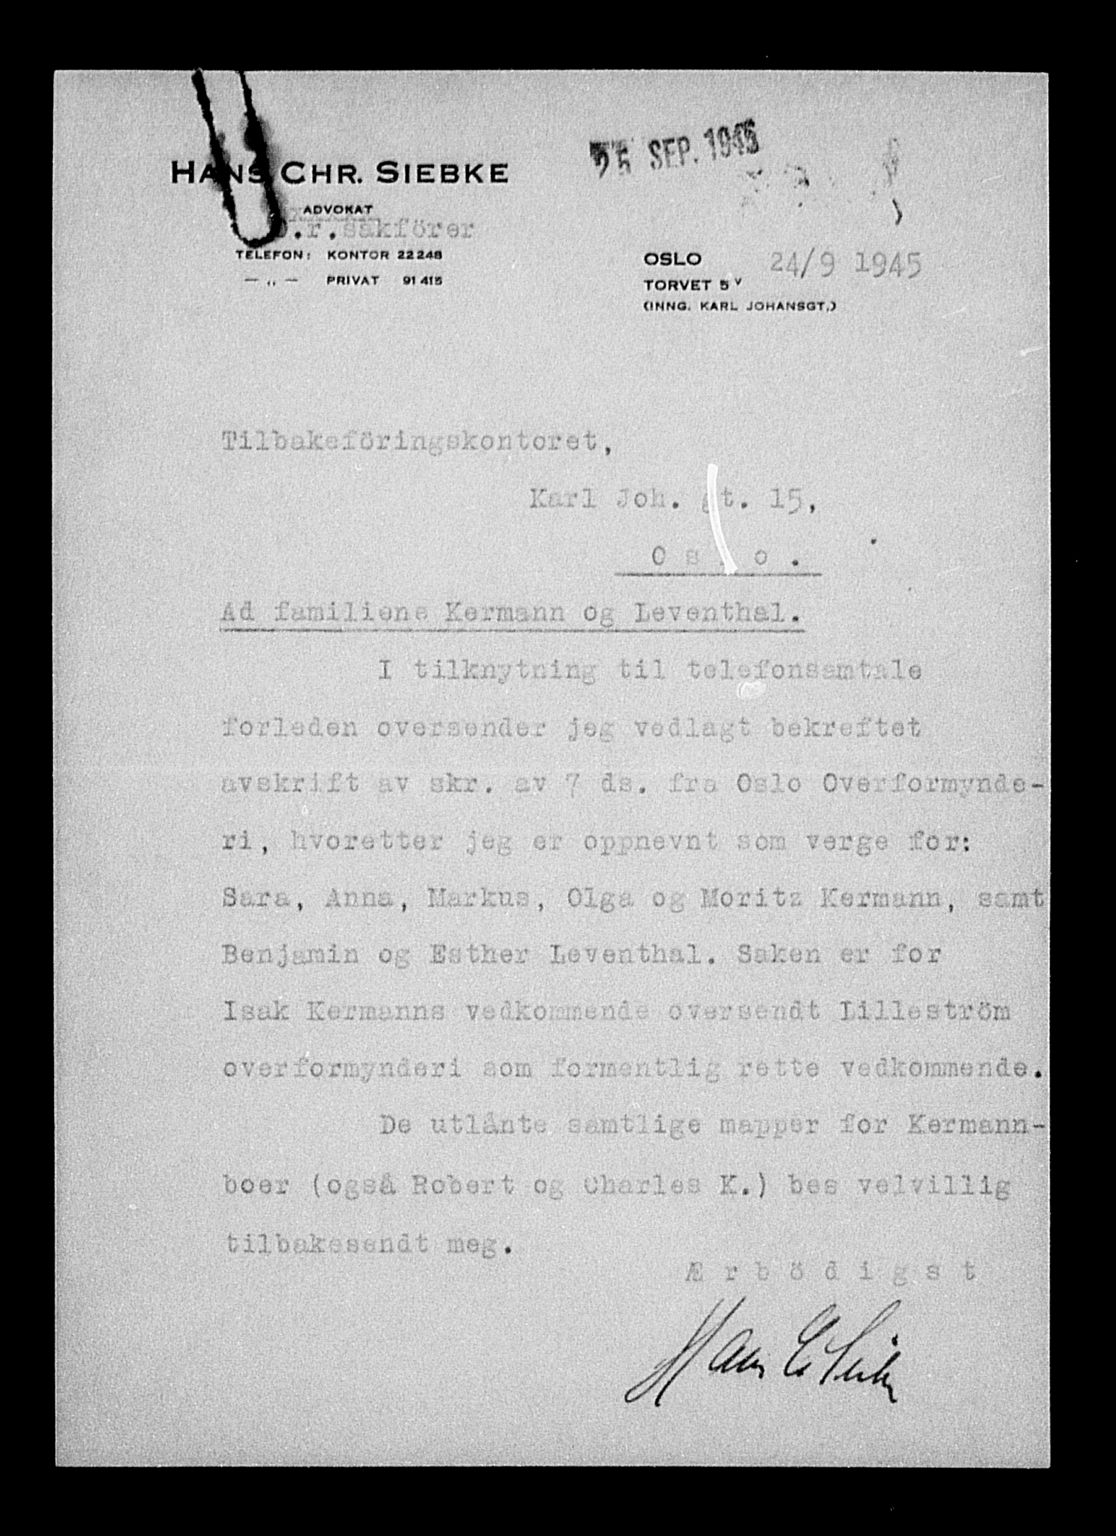 25 SEP. 1945
HANS CHR. SIEBKE
ADVOKAT
o.r.sakförer
TELEFON: KONTOR 22248
— „ — PRIVAT 91415
OSLO 24/9 1945
TORVET 5 V
(INNG. KARL JOHANSGT.)
Tilbakeföringskontoret,
Karl Joh. gt. 15,
O s l o .
Ad familiene Kermann og Leventhal.
I tilknytning til telefonsamtale
forleden oversender jeg vedlagt bekreftet
avskrift av skr. av 7 ds. fra Oslo Overformynde-
ri, hvoretter jeg er oppnevnt som verge for:
Sara, Anna, Markus, Olga og Moritz Kermann, samt
Benjamin og Esther Leventhal. Saken er for
Isak Kermanns vedkommende oversendt Lilleström
overformynderi som formentlig rette vedkommende.
De utlånte samtlige mapper for Kermann-
boer (også Robert og Charles K.) bes velvillig
tilbakesendt meg.
Æ r b ö d i g s t
Hans C Siebke